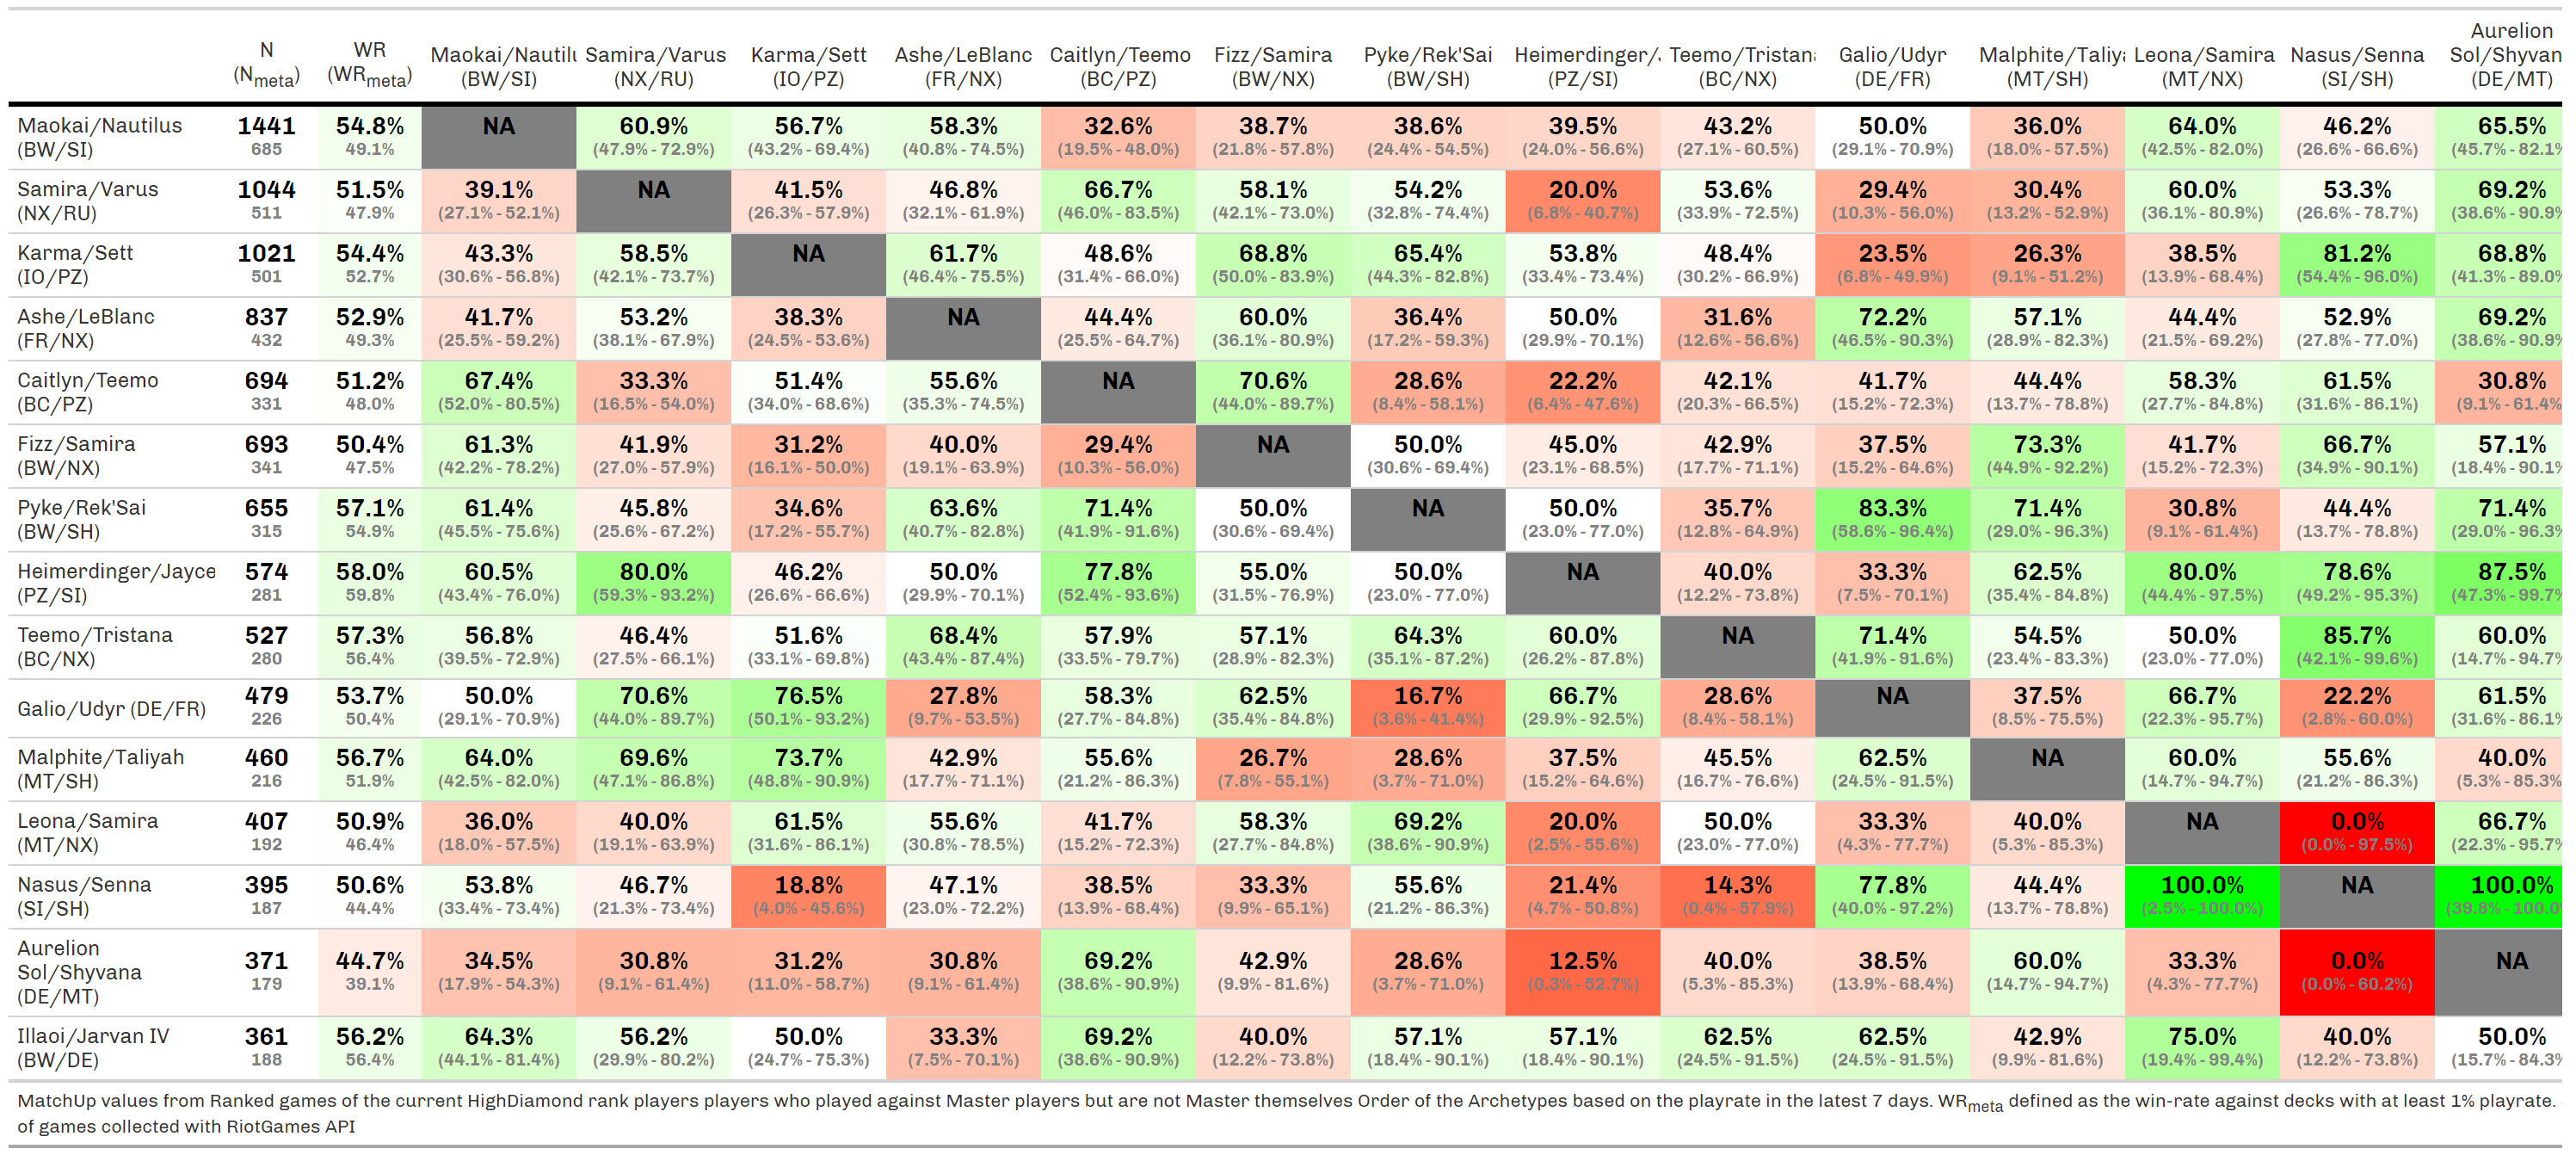 N (Nmeta) WR (WRmeta) Maokai/Nautilu (BW/SI) Samira/Varus (NX/RU) Karma/Sett (IO/PZ) Ashe/LeBlanc (FR/NX) Caitlyn/Teemo (BC/PZ) Fizz/Samira (BW/NX) Pyke/Rek'Sai (BW/SH) Heimerdinger/J (PZ/SI) Teemo/Tristana (BC/NX) Galio/Udyr (DE/FR) Malphite/Taliya (MT/SH) Leona/Samira (MT/NX) Nasus/Senna (SI/SH) Aurelion Sol/Shyvan (DE/MT)
Maokai/Nautilus 1441 54.8% NA 60.9% 56.7% 58.3% 32.6% 38.7% 38.6% 39.5% 43.2% 50.0% 36.0% 64.0% 46.2% 65.5%
(BW/SI) 685 49.1% (47.9% - 72.9%) (43.2% - 69.4%) (40.8% - 74.5%) (19.5% - 48.0%) (21.8% - 57.8%) (24.4% - 54.5%) (24.0% - 56.6%) (27.1% - 60.5%) (29.1% - 70.9%) (18.0% - 57.5%) (42.5% - 82.0%) (26.6% - 66.6%) (45.7% - 82.1%
Samira/Varus 1044 51.5% 39.1% NA 41.5% 46.8% 66.7% 58.1% 54.2% 20.0% 53.6% 29.4% 30.4% 60.0% 53.3% 69.2%
(NX/RU) 511 47.9% (27.1% - 52.1%) (26.3% - 57.9%) (32.1% - 61.9%) (46.0% - 83.5%) (42.1% - 73.0%) (32.8% - 74.4%) (6.8% - 40.7%) (33.9% - 72.5%) (10.3% - 56.0%) (13.2% - 52.9%) (36.1% - 80.9%) (26.6% - 78.7%) (38.6% - 90.9%
Karma/Sett 1021 54.4% 43.3% 58.5% NA 61.7% 48.6% 68.8% 65.4% 53.8% 48.4% 23.5% 26.3% 38.5% 81.2% 68.8%
(IO/PZ) 501 52.7% (30.6% - 56.8%) (42.1% - 73.7%) (46.4% - 75.5%) (31.4% - 66.0%) (50.0% - 83.9%) (44.3% - 82.8%) (33.4% - 73.4%) (30.2% - 66.9%) (6.8% - 49.9%) (9.1% - 51.2%) (13.9% - 68.4%) (54.4% - 96.0%) (41.3% - 89.0%
Ashe/LeBlanc 837 52.9% 41.7% 53.2% 38.3% NA 44.4% 60.0% 36.4% 50.0% 31.6% 72.2% 57.1% 44.4% 52.9% 69.2%
(FR/NX) 432 49.3% (25.5% - 59.2%) (38.1% - 67.9%) (24.5% - 53.6%) (25.5% - 64.7%) (36.1% - 80.9%) (17.2% - 59.3%) (29.9% - 70.1%) (12.6% - 56.6%) (46.5% - 90.3%) (28.9% - 82.3%) (21.5% - 69.2%) (27.8% - 77.0%) (38.6% - 90.9%
Caitlyn/Teemo 694 51.2% 67.4% 33.3% 51.4% 55.6% NA 70.6% 28.6% 22.2% 42.1% 41.7% 44.4% 58.3% 61.5% 30.8%
(BC/PZ) 331 48.0% (52.0% - 80.5%) (16.5% - 54.0%) (34.0% - 68.6%) (35.3% - 74.5%) (44.0% - 89.7%) (8.4% - 58.1%) (6.4% - 47.6%) (20.3% - 66.5%) (15.2% - 72.3%) (13.7% - 78.8%) (27.7% - 84.8%) (31.6% - 86.1%) (9.1% - 61.4%
Fizz/Samira 693 50.4% 61.3% 41.9% 31.2% 40.0% 29.4% NA 50.0% 45.0% 42.9% 37.5% 73.3% 41.7% 66.7% 57.1%
(BW/NX) 341 47.5% (42.2% - 78.2%) (27.0% - 57.9%) (16.1% - 50.0%) (19.1% - 63.9%) (10.3% - 56.0%) (30.6% - 69.4%) (23.1% - 68.5%) (17.7% - 71.1%) (15.2% - 64.6%) (44.9% - 92.2%) (15.2% - 72.3%) (34.9% - 90.1%) (18.4% - 90.1%
Pyke/Rek'Sai 655 57.1% 61.4% 45.8% 34.6% 63.6% 71.4% 50.0% NA 50.0% 35.7% 83.3% 71.4% 30.8% 44.4% 71.4%
(BW/SH) 315 54.9% (45.5% - 75.6%) (25.6% - 67.2%) (17.2% - 55.7%) (40.7% - 82.8%) (41.9% - 91.6%) (30.6% - 69.4%) (23.0% - 77.0%) (12.8% - 64.9%) (58.6% - 96.4%) (29.0% - 96.3%) (9.1% - 61.4%) (13.7% - 78.8%) (29.0% - 96.3%
Heimerdinger/Jayce 574 58.0% 60.5% 80.0% 46.2% 50.0% 77.8% 55.0% 50.0% NA 40.0% 33.3% 62.5% 80.0% 78.6% 87.5%
(PZ/SI) 281 59.8% (43.4% - 76.0%) (59.3% - 93.2%) (26.6% - 66.6%) (29.9% - 70.1%) (52.4% - 93.6%) (31.5% - 76.9%) (23.0% - 77.0%) (12.2% - 73.8%) (7.5% - 70.1%) (35.4% - 84.8%) (44.4% - 97.5%) (49.2% - 95.3%) (47.3% - 99.7%
Teemo/Tristana 527 57.3% 56.8% 46.4% 51.6% 68.4% 57.9% 57.1% 64.3% 60.0% NA 71.4% 54.5% 50.0% 85.7% 60.0%
(BC/NX) 280 56.4% (39.5% - 72.9%) (27.5% - 66.1%) (33.1% - 69.8%) (43.4% - 87.4%) (33.5% - 79.7%) (28.9% - 82.3%) (35.1% - 87.2%) (26.2% - 87.8%) (41.9% - 91.6%) (23.4% - 83.3%) (23.0% - 77.0%) (42.1% - 99.6%) (14.7% - 94.7%
Galio/Udyr (DE/FR) 479 53.7% 50.0% 70.6% 76.5% 27.8% 58.3% 62.5% 16.7% 66.7% 28.6% NA 37.5% 66.7% 22.2% 61.5%
226 50.4% (29.1% - 70.9%) (44.0% - 89.7%) (50.1% - 93.2%) (9.7% - 53.5%) (27.7% - 84.8%) (35.4% - 84.8%) (3.6% - 41.4%) (29.9% - 92.5%) (8.4% - 58.1%) (8.5% - 75.5%) (22.3% - 95.7%) (2.8% - 60.0%) (31.6% - 86.1%
Malphite/Taliyah 460 56.7% 64.0% 69.6% 73.7% 42.9% 55.6% 26.7% 28.6% 37.5% 45.5% 62.5% NA 60.0% 55.6% 40.0%
(MT/SH) 216 51.9% (42.5% - 82.0%) (47.1% - 86.8%) (48.8% - 90.9%) (17.7% - 71.1%) (21.2% - 86.3%) (7.8% - 55.1%) (3.7% - 71.0%) (15.2% - 64.6%) (16.7% - 76.6%) (24.5% - 91.5%) (14.7% - 94.7%) (21.2% - 86.3%) (5.3% - 85.3%
Leona/Samira 407 50.9% 36.0% 40.0% 61.5% 55.6% 41.7% 58.3% 69.2% 20.0% 50.0% 33.3% 40.0% NA 0.0% 66.7%
(MT/NX) 192 46.4% (18.0% - 57.5%) (19.1% - 63.9%) (31.6% - 86.1%) (30.8% - 78.5%) (15.2% - 72.3%) (27.7% - 84.8%) (38.6% - 90.9%) (2.5% - 55.6%) (23.0% - 77.0%) (4.3% - 77.7%) (5.3% - 85.3%) (0.0% - 97.5%) (22.3% - 95.7%
Nasus/Senna 395 50.6% 53.8% 46.7% 18.8% 47.1% 38.5% 33.3% 55.6% 21.4% 14.3% 77.8% 44.4% 100.0% NA 100.0%
(SI/SH) 187 44.4% (33.4% - 73.4%) (21.3% - 73.4%) (4.0% - 45.6%) (23.0% - 72.2%) (13.9% - 68.4%) (9.9% - 65.1%) (21.2% - 86.3%) (4.7% - 50.8%) (0.4% - 57.9%) (40.0% - 97.2%) (13.7% - 78.8%) (2.5% - 100.0%) (39.8% - 100.0
Aurelion Sol/Shyvana 371 44.7% 34.5% 30.8% 31.2% 30.8% 69.2% 42.9% 28.6% 12.5% 40.0% 38.5% 60.0% 33.3% 0.0% NA
(DE/MT) 179 39.1% (17.9% - 54.3%) (9.1% - 61.4%) (11.0% - 58.7%) (9.1% - 61.4%) (38.6% - 90.9%) (9.9% - 81.6%) (3.7% - 71.0%) (0.3% - 52.7%) (5.3% - 85.3%) (13.9% - 68.4%) (14.7% - 94.7%) (4.3% - 77.7%) (0.0% - 60.2%)
Illaoi/Jarvan IV 361 56.2% 64.3% 56.2% 50.0% 33.3% 69.2% 40.0% 57.1% 57.1% 62.5% 62.5% 42.9% 75.0% 40.0% 50.0%
(BW/DE) 188 56.4% (44.1% - 81.4%) (29.9% - 80.2%) (24.7% - 75.3%) (7.5% - 70.1%) (38.6% - 90.9%) (12.2% - 73.8%) (18.4% - 90.1%) (18.4% - 90.1%) (24.5% - 91.5%) (24.5% - 91.5%) (9.9% - 81.6%) (19.4% - 99.4%) (12.2% - 73.8%) (15.7% - 84.3%
MatchUp values from Ranked games of the current HighDiamond rank players players who played against Master players but are not Master themselves Order of the Archetypes based on the playrate in the latest 7 days. WRmeta defined as the win-rate against decks with at least 1% playrate.
of games collected with RiotGames API